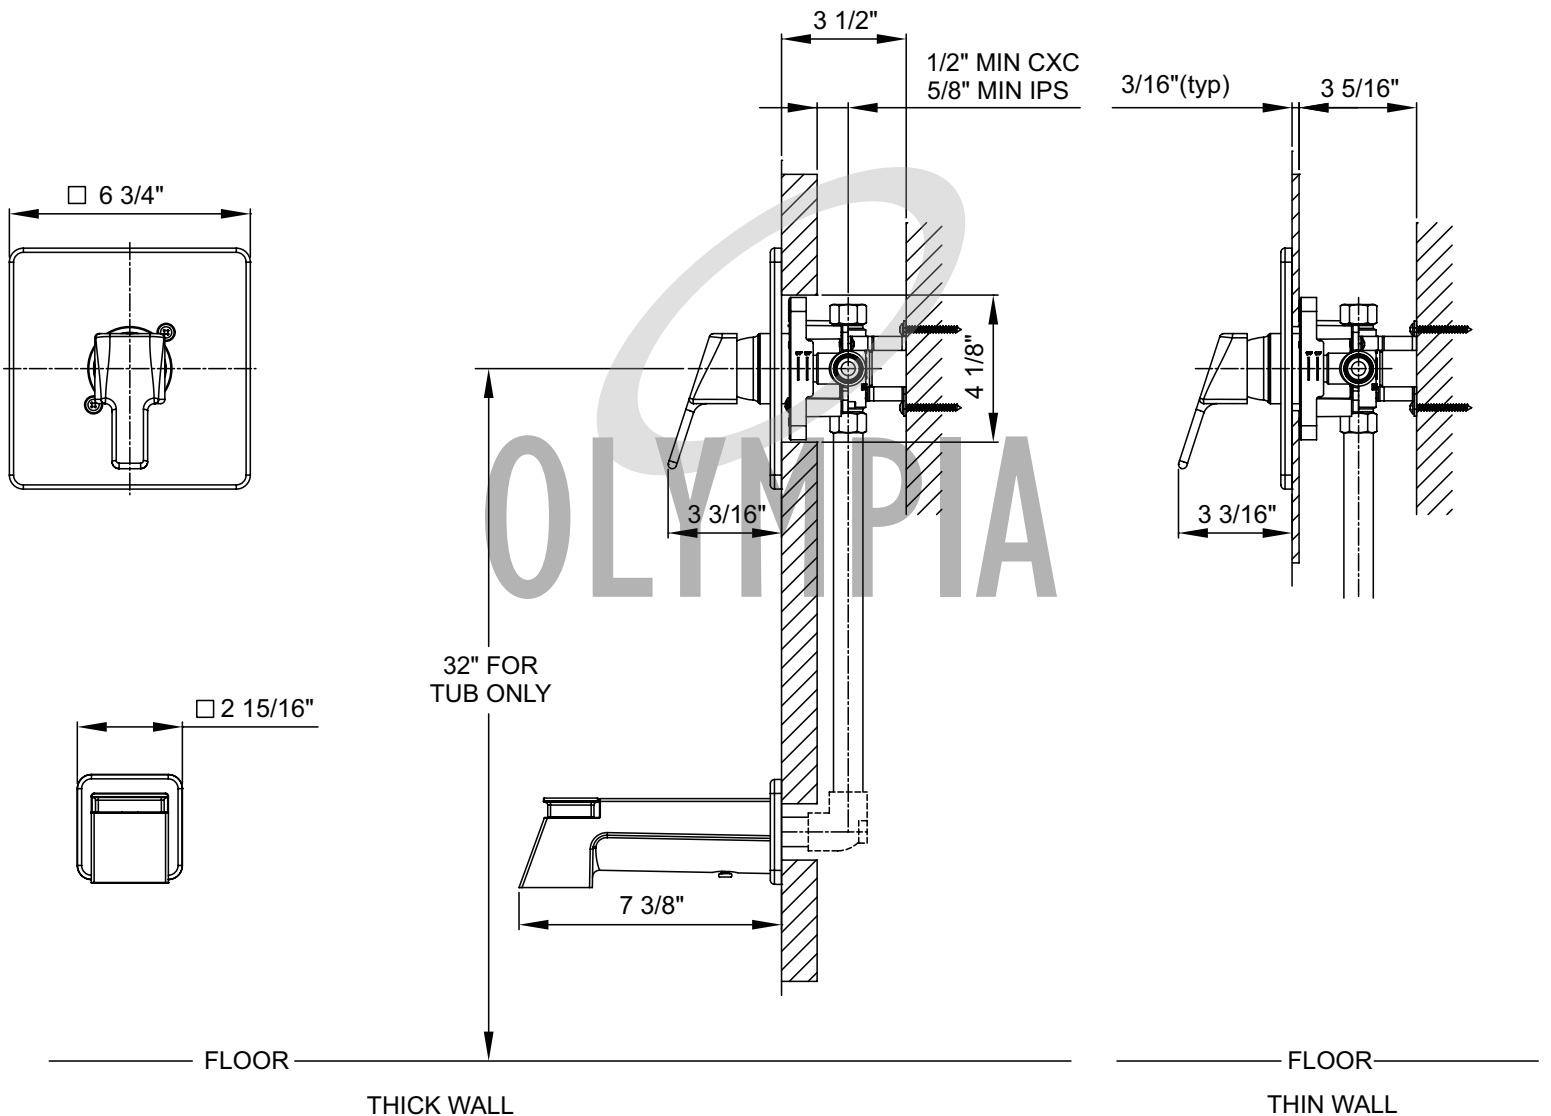 3 1/2"
1/2" MIN CXC
5/8" MIN IPS
3/16"(typ)
3 5/16"
□ 6 3/4"
4 1/8"
OLYMPIA
3 3/16"
3 3/16"
32" FOR
TUB ONLY
□ 2 15/16"
7 3/8"
FLOOR
FLOOR
THICK WALL
THIN WALL